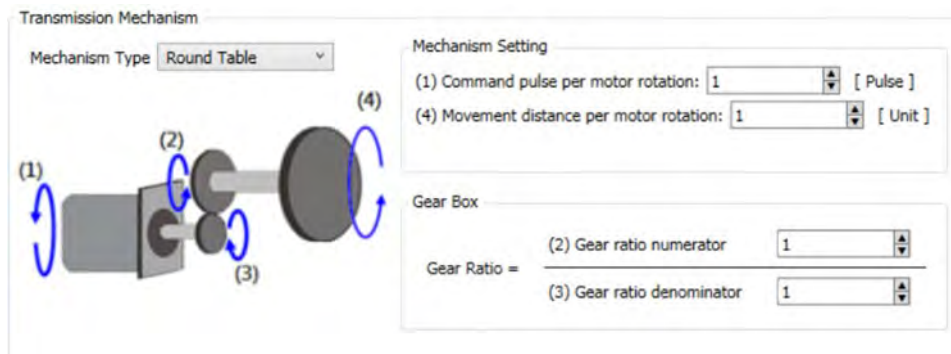 Transmission Mechanism
Mechanism Type Round Table
(1)
(2)
(3)
(4)
Mechanism Setting
(1) Command pulse per motor rotation: 1 [ Pulse ]
(4) Movement distance per motor rotation: 1 [ Unit ]
Gear Box
Gear Ratio =
(2) Gear ratio numerator 1
(3) Gear ratio denominator 1